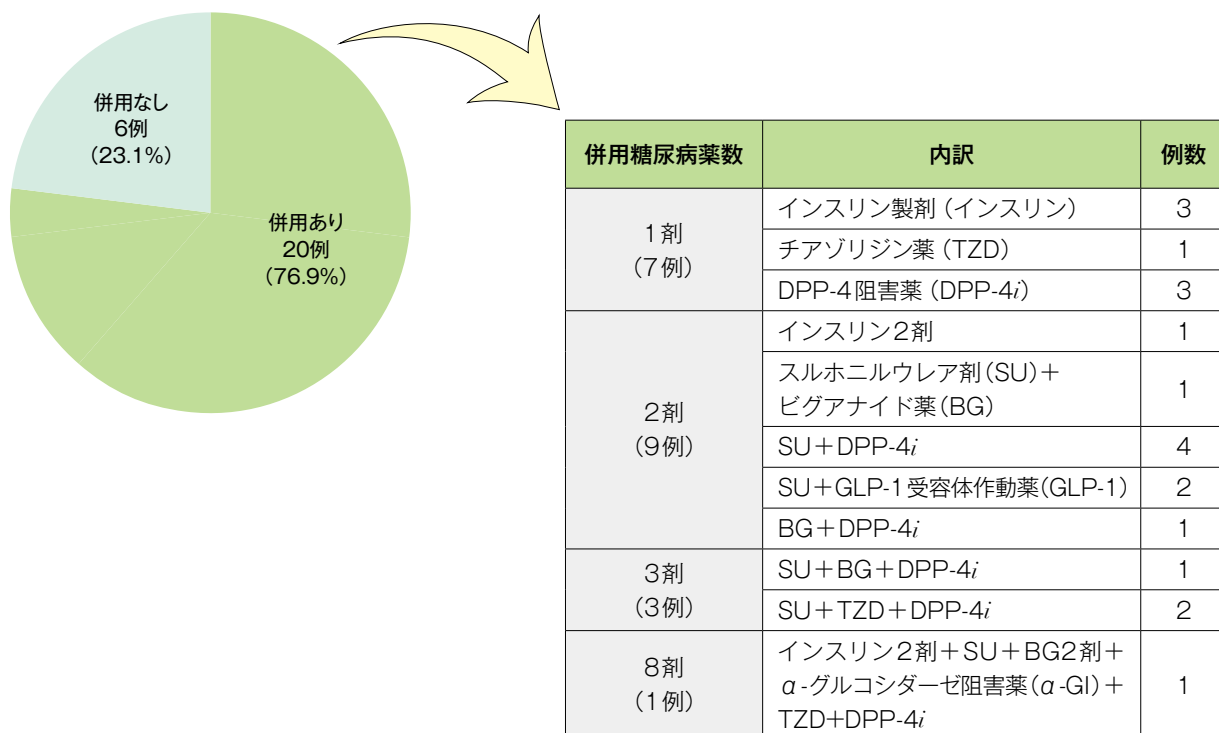 併用なし
6例
（23.1%）
併用あり
20例
（76.9%）
併用糖尿病薬数 内訳 例数
1剤
（7例）
インスリン製剤（インスリン） 3
チアゾリジン薬（TZD） 1
DPP-4阻害薬（DPP-4i） 3
2剤
（9例）
インスリン2剤 1
スルホニルウレア剤（SU）＋
ビグアナイド薬（BG） 1
SU＋DPP-4i 4
SU＋GLP-1受容体作動薬（GLP-1） 2
BG＋DPP-4i 1
3剤
（3例）
SU＋BG＋DPP-4i 1
SU＋TZD＋DPP-4i 2
8剤
（1例）
インスリン2剤＋SU＋BG2剤＋
α-グルコシダーゼ阻害薬（α-GI）＋
TZD+DPP-4i 1